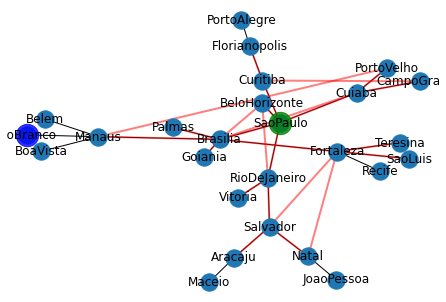 PortoAlegre
Florianopolis
PortoVelho
Curitiba
CampoGra
Cuiaba
BeloHorizonte
Belem
SaoPaulo
Palmas
oBranco
Manaus
Brasilia
Teresina
BoaVista
Fortaleza
Goiania
SaoLuis
Recife
RioDeJaneiro
Vitoria
Salvador
Aracaju
Natal
Maceio
JoaoPessoa